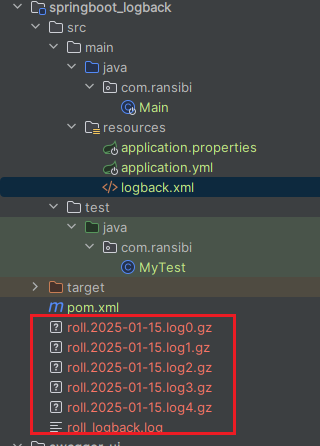 springboot_logback
src
main
java
com.ransibi
Main
resources
application.properties
application.yml
logback.xml
test
java
com.ransibi
MyTest
target
pom.xml
roll.2025-01-15.log0.gz
roll.2025-01-15.log1.gz
roll.2025-01-15.log2.gz
roll.2025-01-15.log3.gz
roll.2025-01-15.log4.gz
roll_logback.log